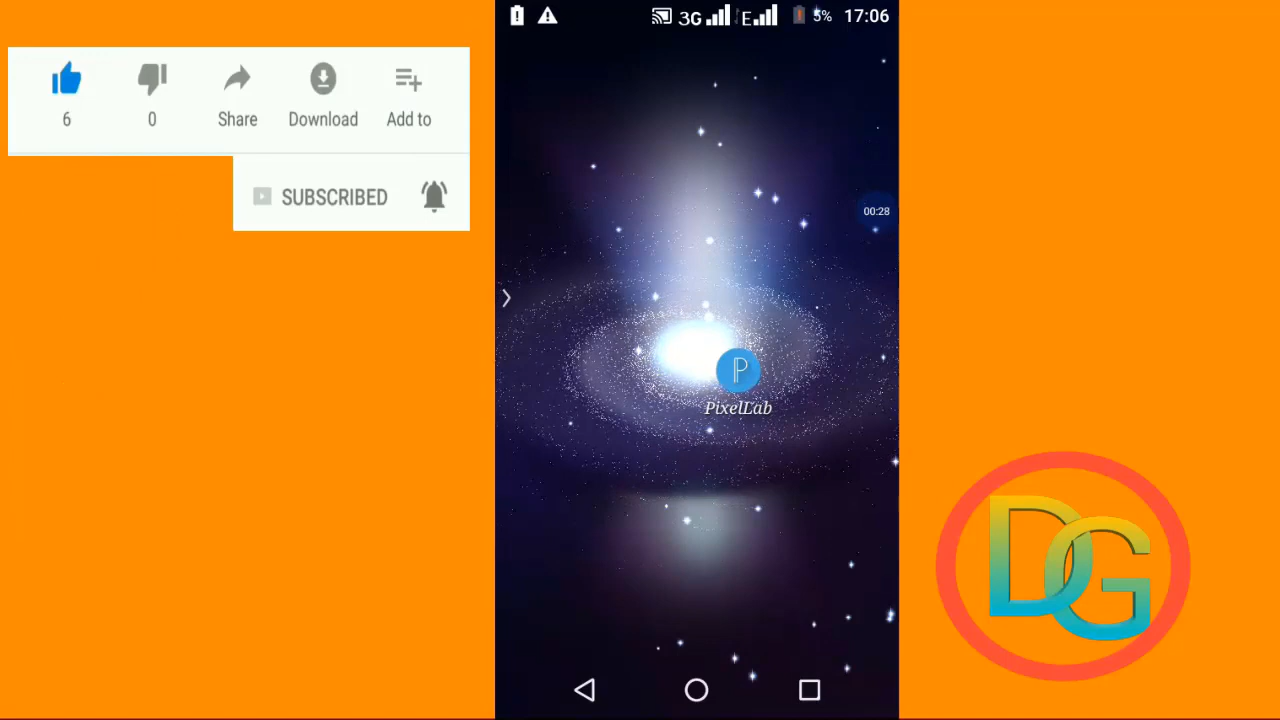 6
0
Share
Download
Add to
SUBSCRIBED
3G E 5% 17:06
00:28
P
PixelLab
DG